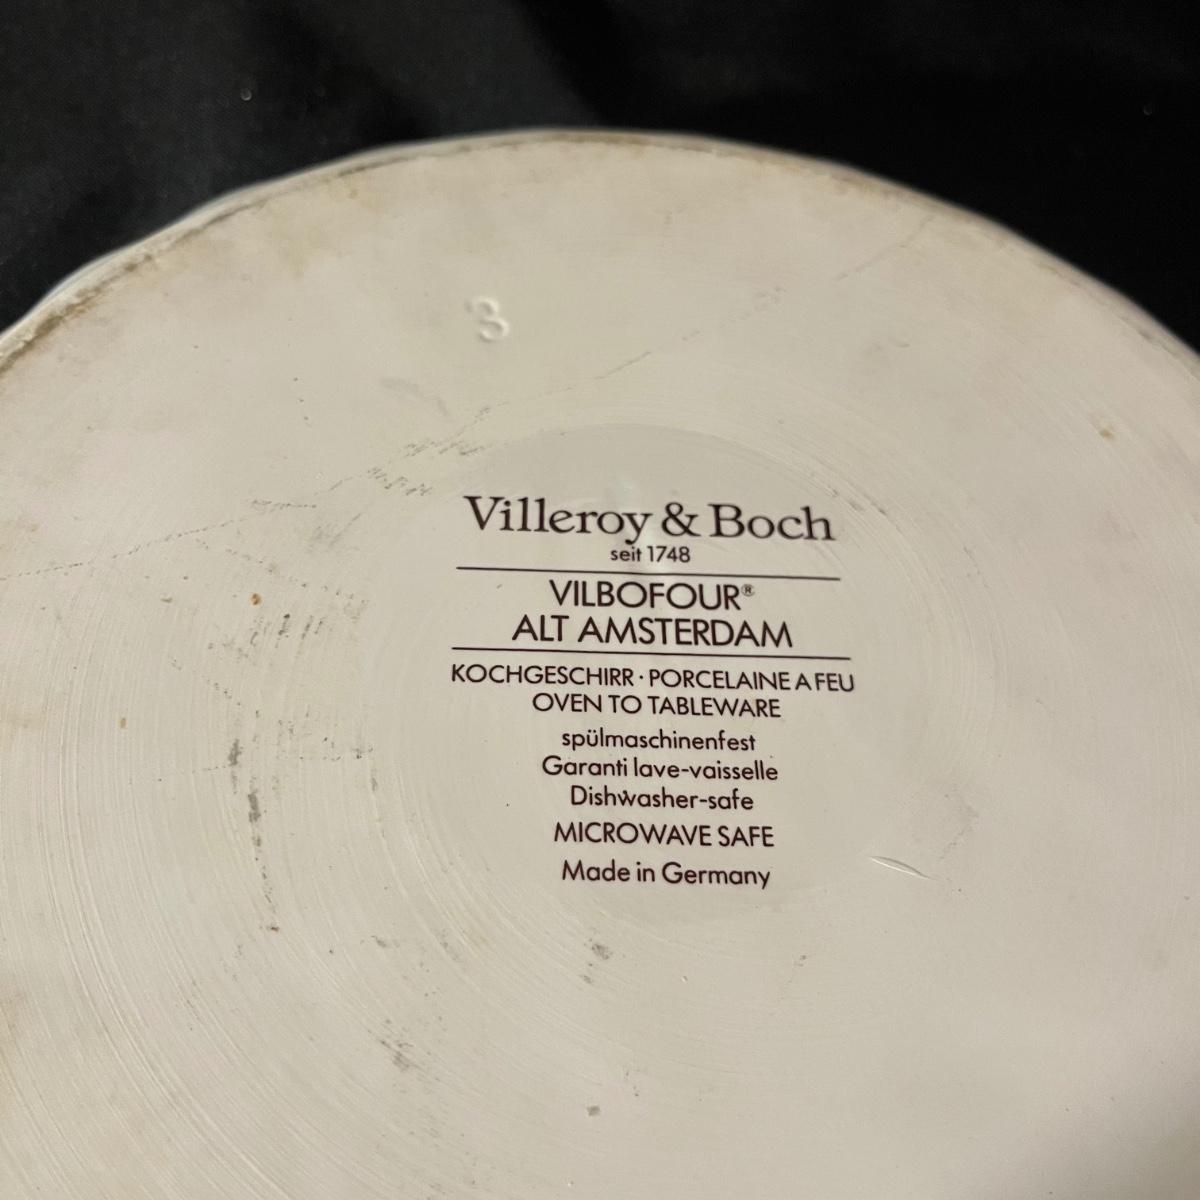 3
Villeroy & Boch
seit 1748
VILBOFOUR®
ALT AMSTERDAM
KOCHGESCHIRR · PORCELAINE A FEU
OVEN TO TABLEWARE
spülmaschinenfest
Garanti lave-vaisselle
Dishwasher-safe
MICROWAVE SAFE
Made in Germany